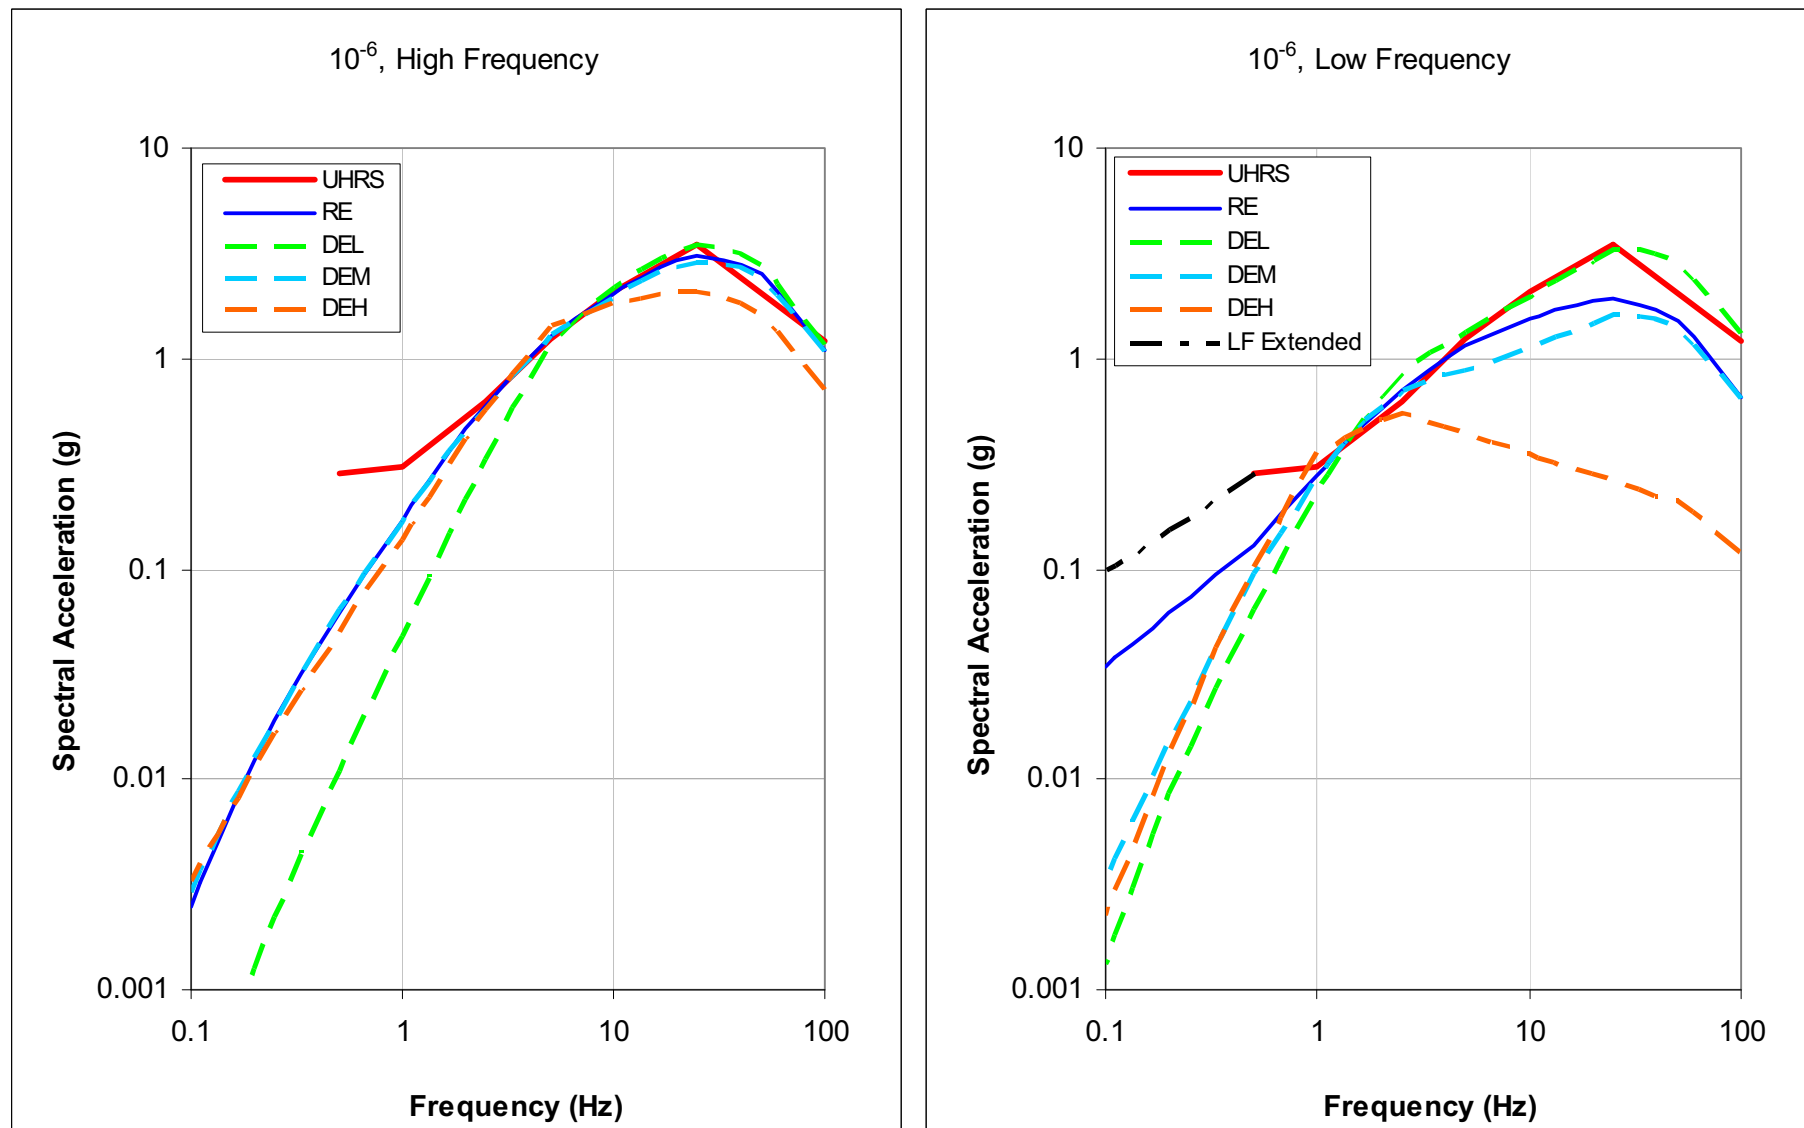 10-6, High Frequency
10
1
0.1
0.01
0.001
UHRS
RE
DEL
DEM
DEH
Spectral Acceleration (g)
0.1 1 10 100
Frequency (Hz)
10-6, Low Frequency
10
1
0.1
0.01
0.001
UHRS
RE
DEL
DEM
DEH
LF Extended
Spectral Acceleration (g)
0.1 1 10 100
Frequency (Hz)